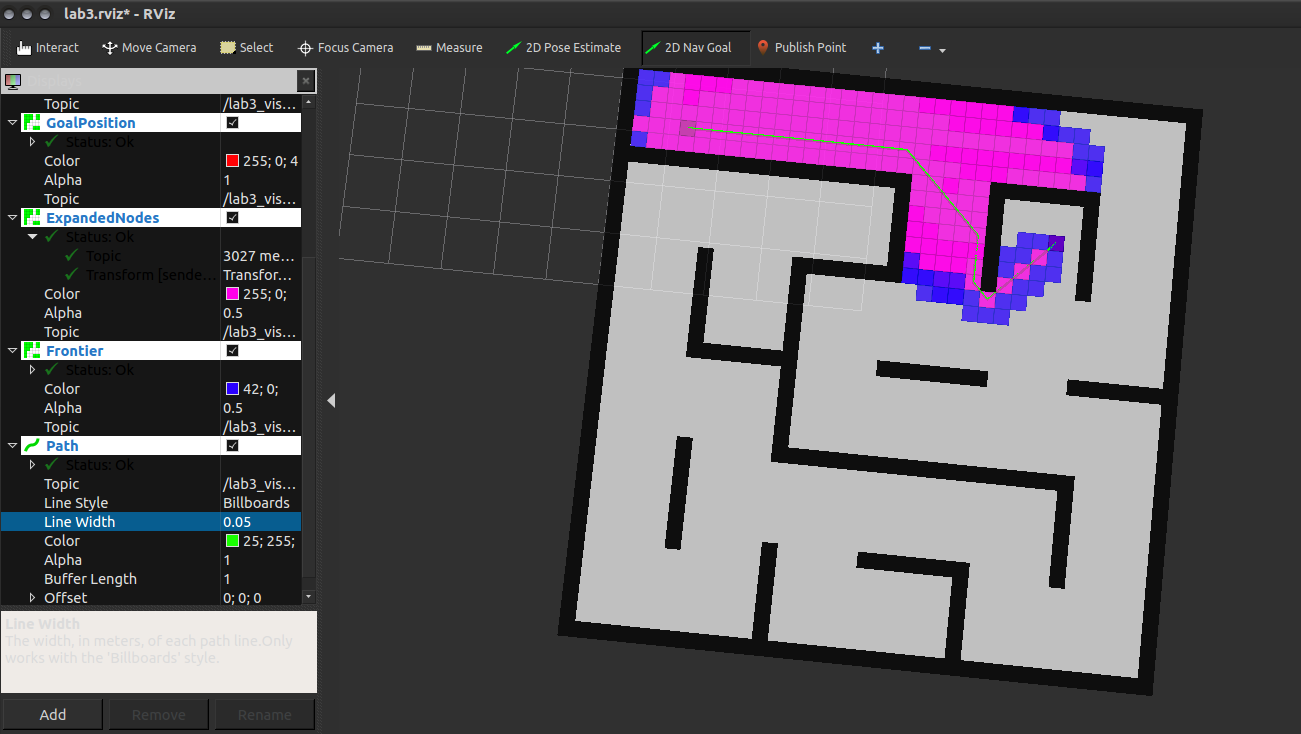 lab3.rviz* - RViz
Interact Move Camera Select Focus Camera Measure 2D Pose Estimate 2D Nav Goal Publish Point
Topic /lab3_vis...
GoalPosition
Status: Ok
Color 255; 0; 4
Alpha 1
Topic /lab3_vis...
ExpandedNodes
Status: Ok
Topic 3027 me...
Transform [sende... Transfor...
Color 255; 0;
Alpha 0.5
Topic /lab3_vis...
Frontier
Status: Ok
Color 42; 0;
Alpha 0.5
Topic /lab3_vis...
Path
Status: Ok
Topic /lab3_vis...
Line Style Billboards
Line Width 0.05
Color 25; 255;
Alpha 1
Buffer Length 1
Offset 0; 0; 0
Line Width
The width, in meters, of each path line.Only
works with the 'Billboards' style.
Add Remove Rename